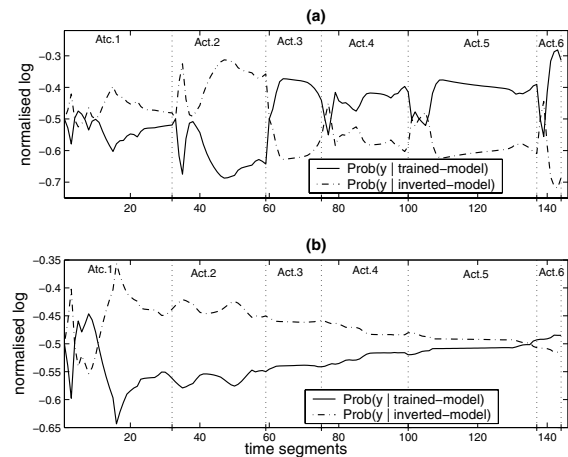 (a)
Atc.1 Act.2 Act.3 Act.4 Act.5 Act.6
−0.3
−0.4
−0.5
−0.6
−0.7
normalised log
Prob(y | trained−model)
Prob(y | inverted−model)
20 40 60 80 100 120 140
(b)
Atc.1 Act.2 Act.3 Act.4 Act.5 Act.6
−0.35
−0.4
−0.45
−0.5
−0.55
−0.6
−0.65
normalised log
Prob(y | trained−model)
Prob(y | inverted−model)
20 40 60 80 100 120 140
time segments